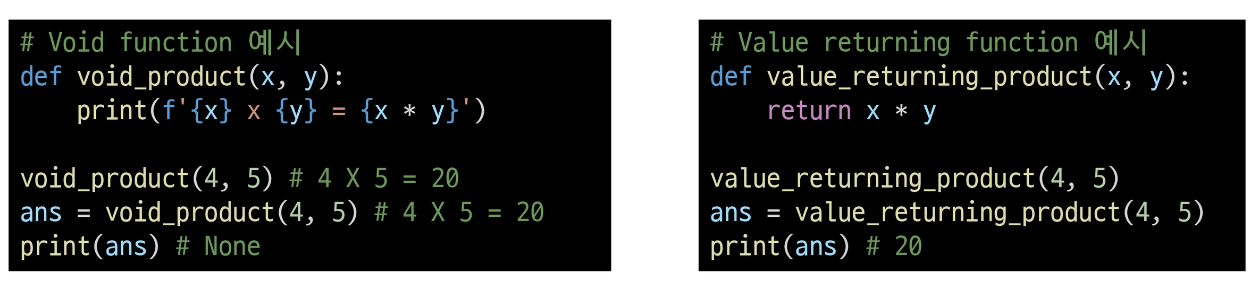 # Void function 예시
def void_product(x, y):
    print(f'{x} x {y} = {x * y}')
void_product(4, 5) # 4 X 5 = 20
ans = void_product(4, 5) # 4 X 5 = 20
print(ans) # None
# Value returning function 예시
def value_returning_product(x, y):
    return x * y
value_returning_product(4, 5)
ans = value_returning_product(4, 5)
print(ans) # 20